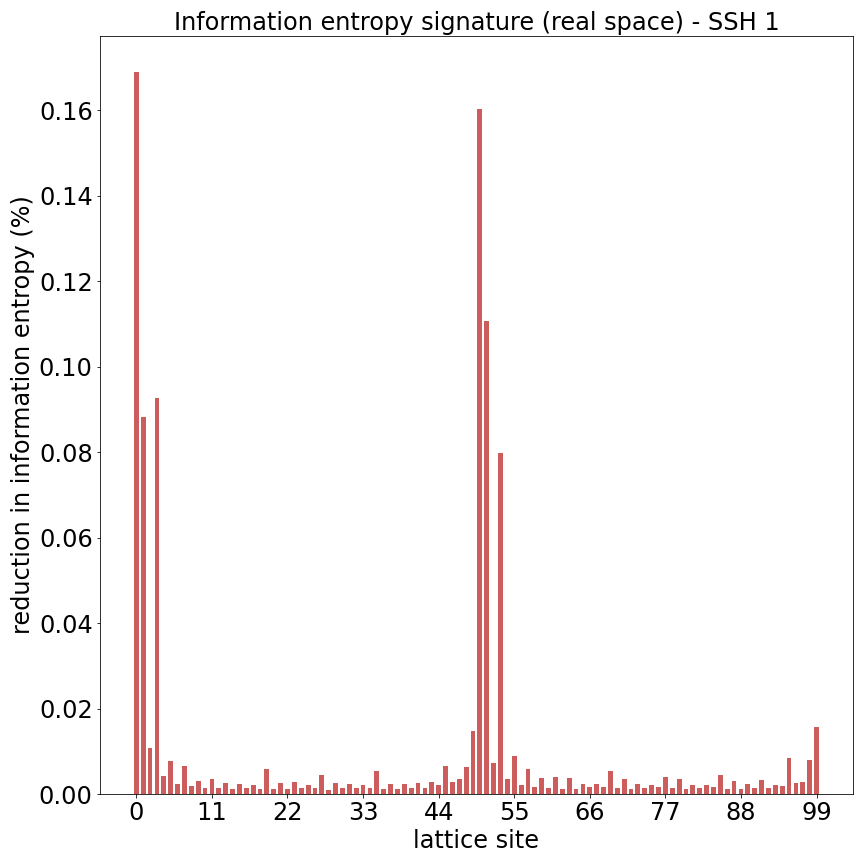 Information entropy signature (real space) - SSH 1
reduction in information entropy (%)
0.16
0.14
0.12
0.10
0.08
0.06
0.04
0.02
0.00
0 11 22 33 44 55 66 77 88 99
lattice site